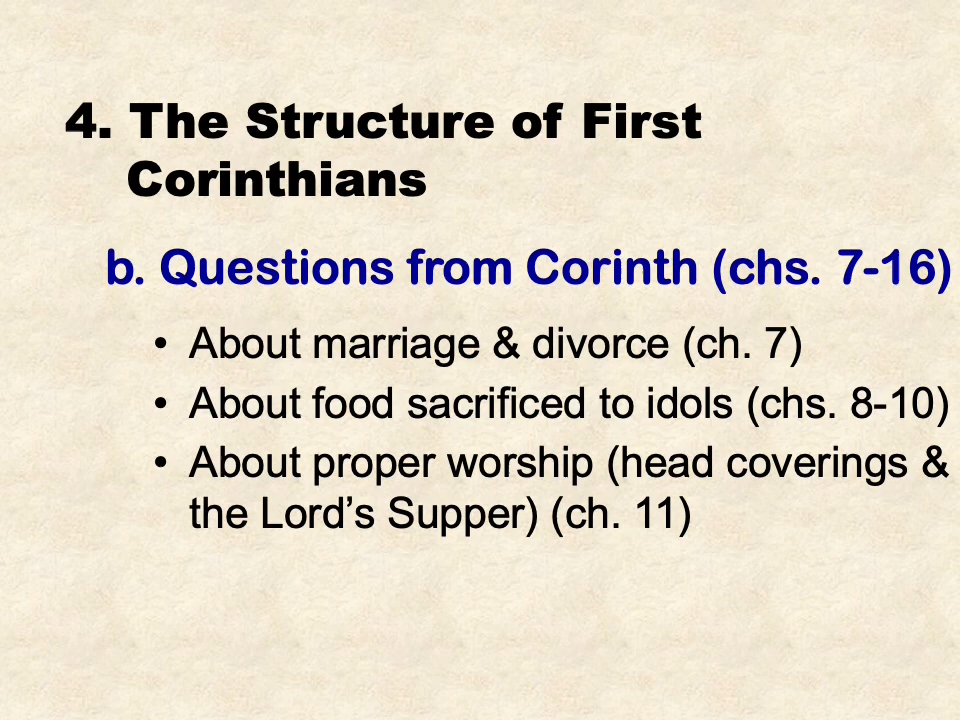 4. The Structure of First
Corinthians
b. Questions from Corinth (chs. 7-16)
• About marriage & divorce (ch. 7)
• About food sacrificed to idols (chs. 8-10)
• About proper worship (head coverings &
the Lord’s Supper) (ch. 11)